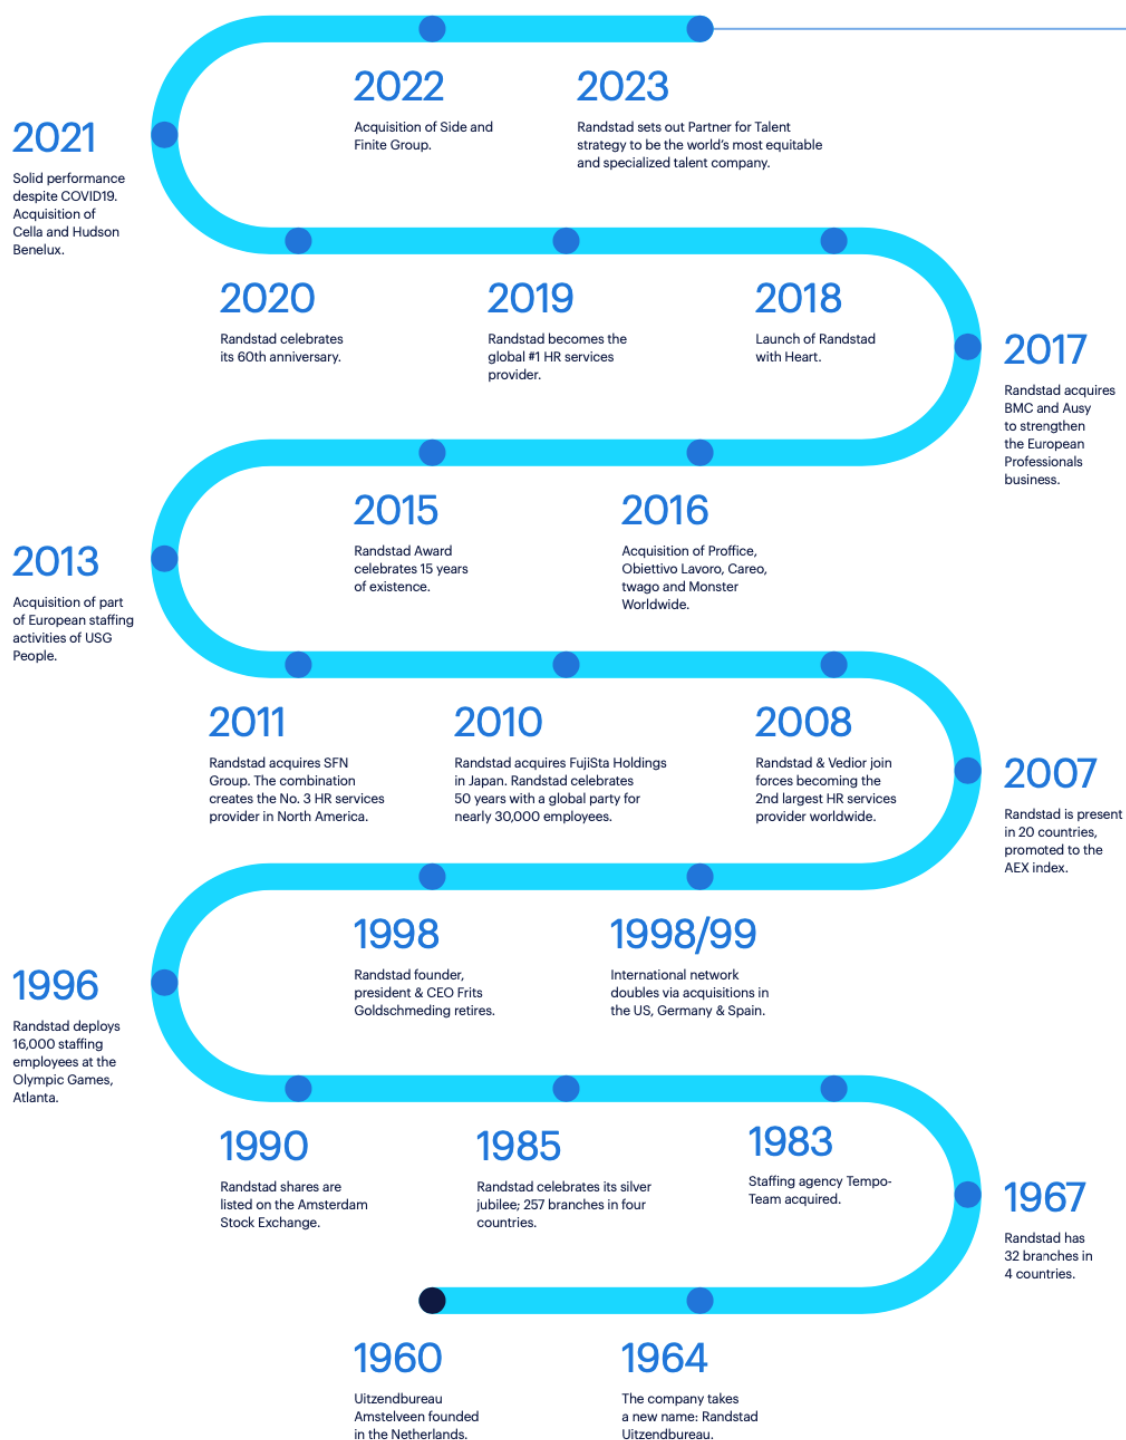 2022
Acquisition of Side and
Finite Group.
2023
Randstad sets out Partner for Talent
strategy to be the world's most equitable
and specialized talent company.
2021
Solid performance
despite COVID19.
Acquisition of
Cella and Hudson
Benelux.
2020
Randstad celebrates
its 60th anniversary.
2019
Randstad becomes the
global #1 HR services
provider.
2018
Launch of Randstad
with Heart.
2017
Randstad acquires
BMC and Ausy
to strengthen
the European
Professionals
business.
2015
Randstad Award
celebrates 15 years
of existence.
2016
Acquisition of Proffice,
Obiettivo Lavoro, Careo,
twago and Monster
Worldwide.
2013
Acquisition of part
of European staffing
activities of USG
People.
2011
Randstad acquires SFN
Group. The combination
creates the No. 3 HR services
provider in North America.
2010
Randstad acquires FujiSta Holdings
in Japan. Randstad celebrates
50 years with a global party for
nearly 30,000 employees.
2008
Randstad & Vedior join
forces becoming the
2nd largest HR services
provider worldwide.
2007
Randstad is present
in 20 countries,
promoted to the
AEX index.
1998
Randstad founder,
president & CEO Frits
Goldschmeding retires.
1998/99
International network
doubles via acquisitions in
the US, Germany & Spain.
1996
Randstad deploys
16,000 staffing
employees at the
Olympic Games,
Atlanta.
1990
Randstad shares are
listed on the Amsterdam
Stock Exchange.
1985
Randstad celebrates its silver
jubilee; 257 branches in four
countries.
1983
Staffing agency Tempo-
Team acquired.
1967
Randstad has
32 branches in
4 countries.
1960
Uitzendbureau
Amstelveen founded
in the Netherlands.
1964
The company takes
a new name: Randstad
Uitzendbureau.